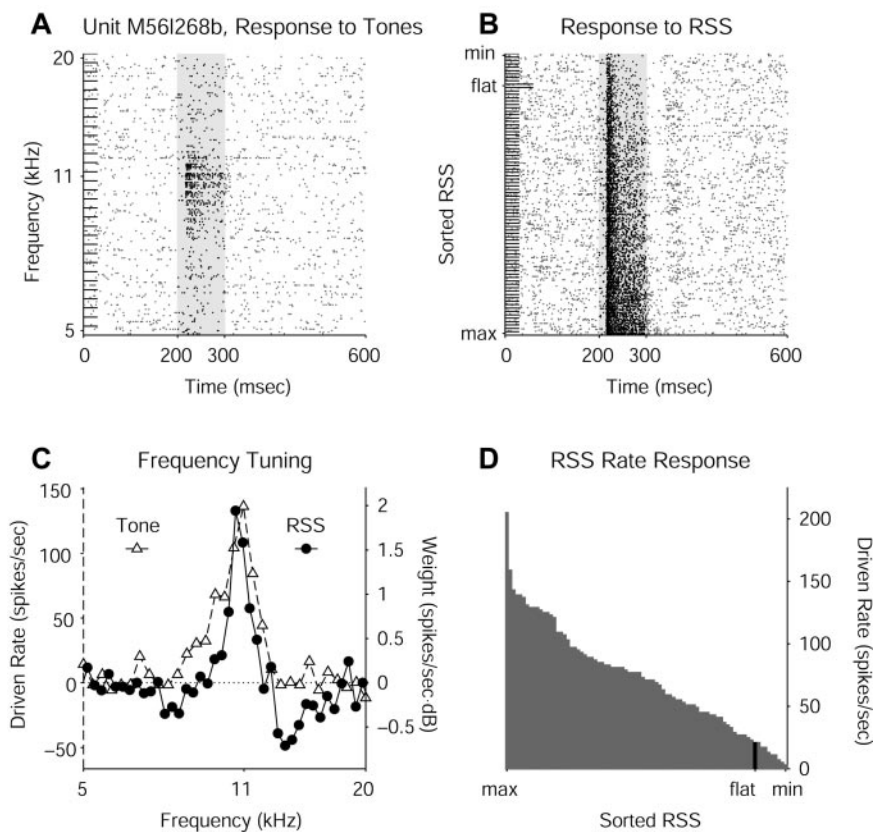 A Unit M56I268b, Response to Tones
20
11
5
Frequency (kHz)
0 200 300 600
Time (msec)
B Response to RSS
min
flat
max
Sorted RSS
0 200 300 600
Time (msec)
C Frequency Tuning
150
100
50
0
−50
Driven Rate (spikes/sec)
Tone RSS
2
1.5
1
0.5
0
−0.5
Weight (spikes/sec·dB)
5 11 20
Frequency (kHz)
D RSS Rate Response
200
150
100
50
0
Driven Rate (spikes/sec)
max flat min
Sorted RSS